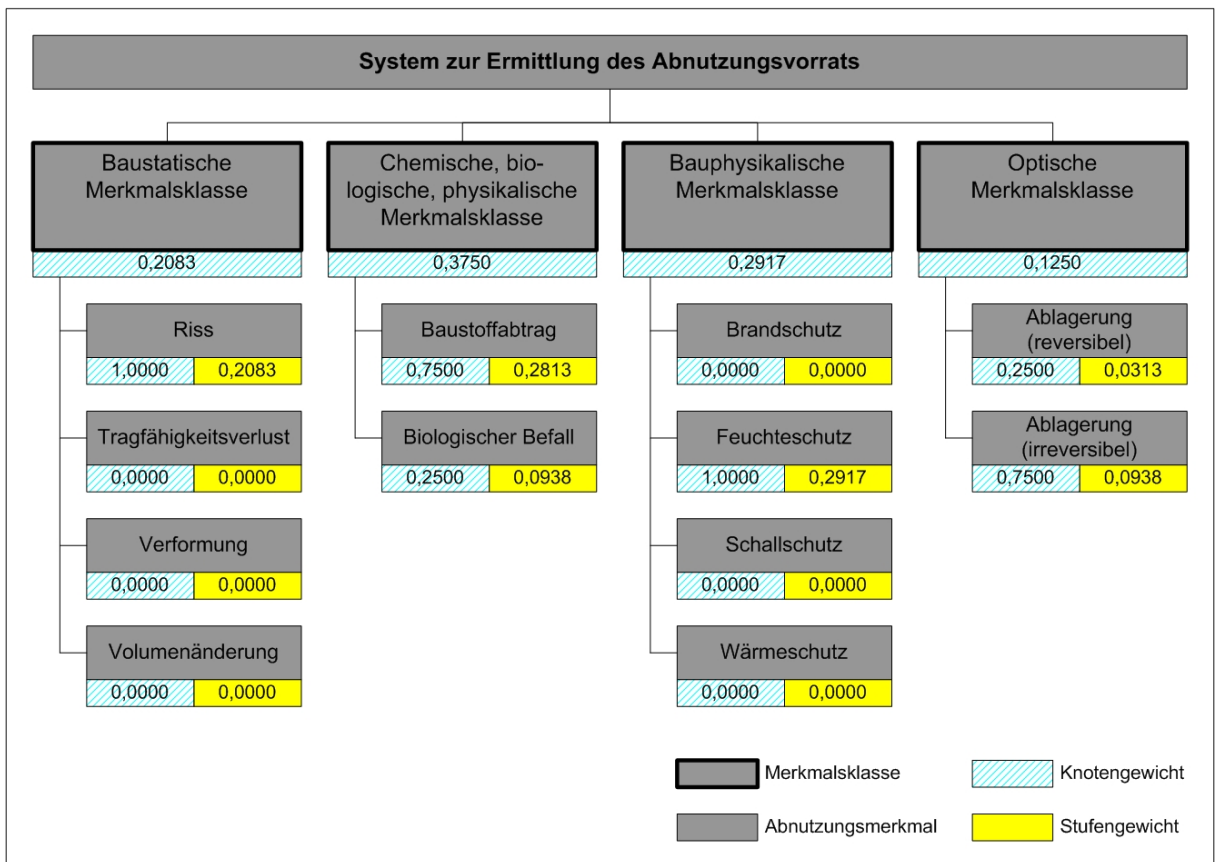 System zur Ermittlung des Abnutzungsvorrats
Baustatische
Merkmalsklasse
0,2083
Riss
1,0000 0,2083
Tragfähigkeitsverlust
0,0000 0,0000
Verformung
0,0000 0,0000
Volumenänderung
0,0000 0,0000
Chemische, bio-
logische, physikalische
Merkmalsklasse
0,3750
Baustoffabtrag
0,7500 0,2813
Biologischer Befall
0,2500 0,0938
Bauphysikalische
Merkmalsklasse
0,2917
Brandschutz
0,0000 0,0000
Feuchteschutz
1,0000 0,2917
Schallschutz
0,0000 0,0000
Wärmeschutz
0,0000 0,0000
Optische
Merkmalsklasse
0,1250
Ablagerung
(reversibel)
0,2500 0,0313
Ablagerung
(irreversibel)
0,7500 0,0938
Merkmalsklasse
Knotengewicht
Abnutzungsmerkmal
Stufengewicht